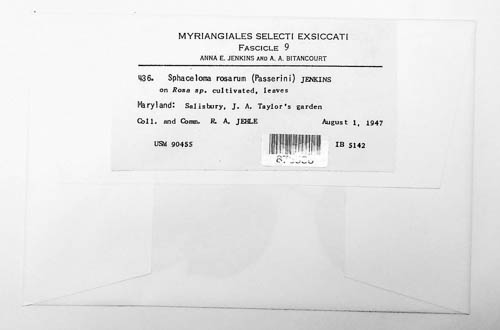 MYRIANGIALES SELECTI EXSICCATI
FASCICLE 9
ANNA E. JENKINS AND A. A. BITANCOURT
436. Sphaceloma rosarum (Passerini) JENKINS
on Rosa sp. cultivated, leaves
Maryland: Salisbury, J. A. Taylor's garden
Coll. and Comm. R. A. JEHLE August 1, 1947
USM 90455 IB 5142